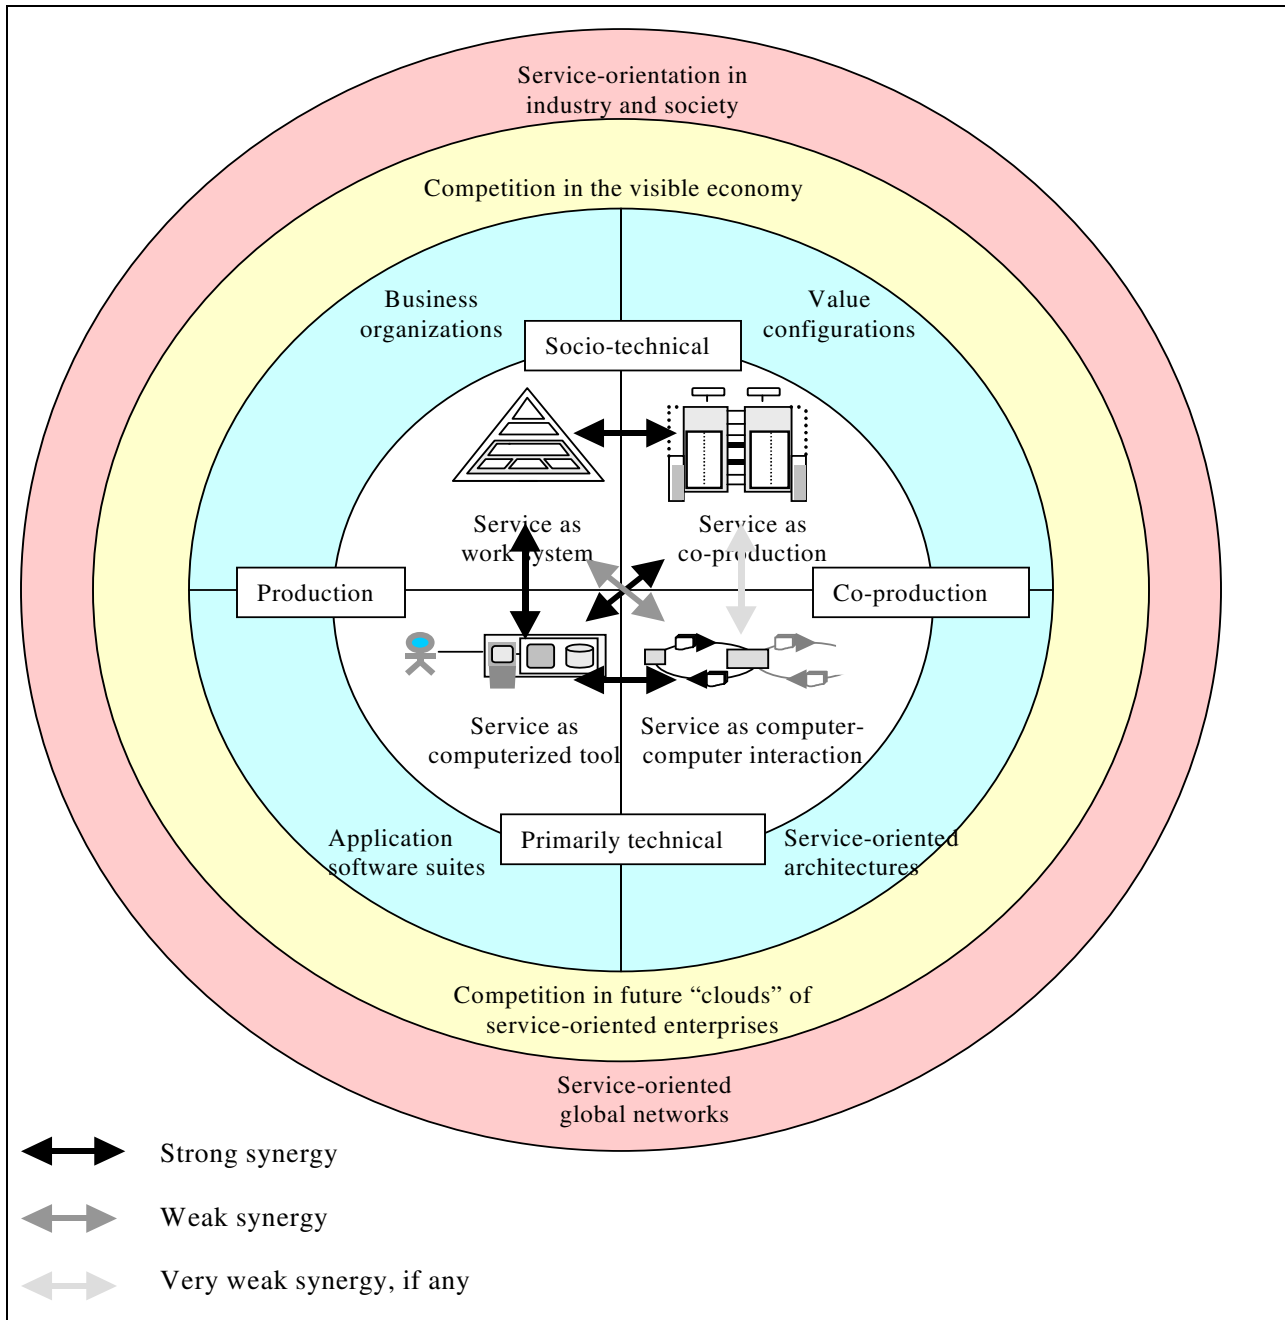 Service-orientation in
industry and society
Competition in the visible economy
Business
organizations
Value
configurations
Socio-technical
Service as
work system
Service as
co-production
Production
Co-production
Service as
computerized tool
Service as computer-
computer interaction
Application
software suites
Primarily technical
Service-oriented
architectures
Competition in future “clouds” of
service-oriented enterprises
Service-oriented
global networks
Strong synergy
Weak synergy
Very weak synergy, if any